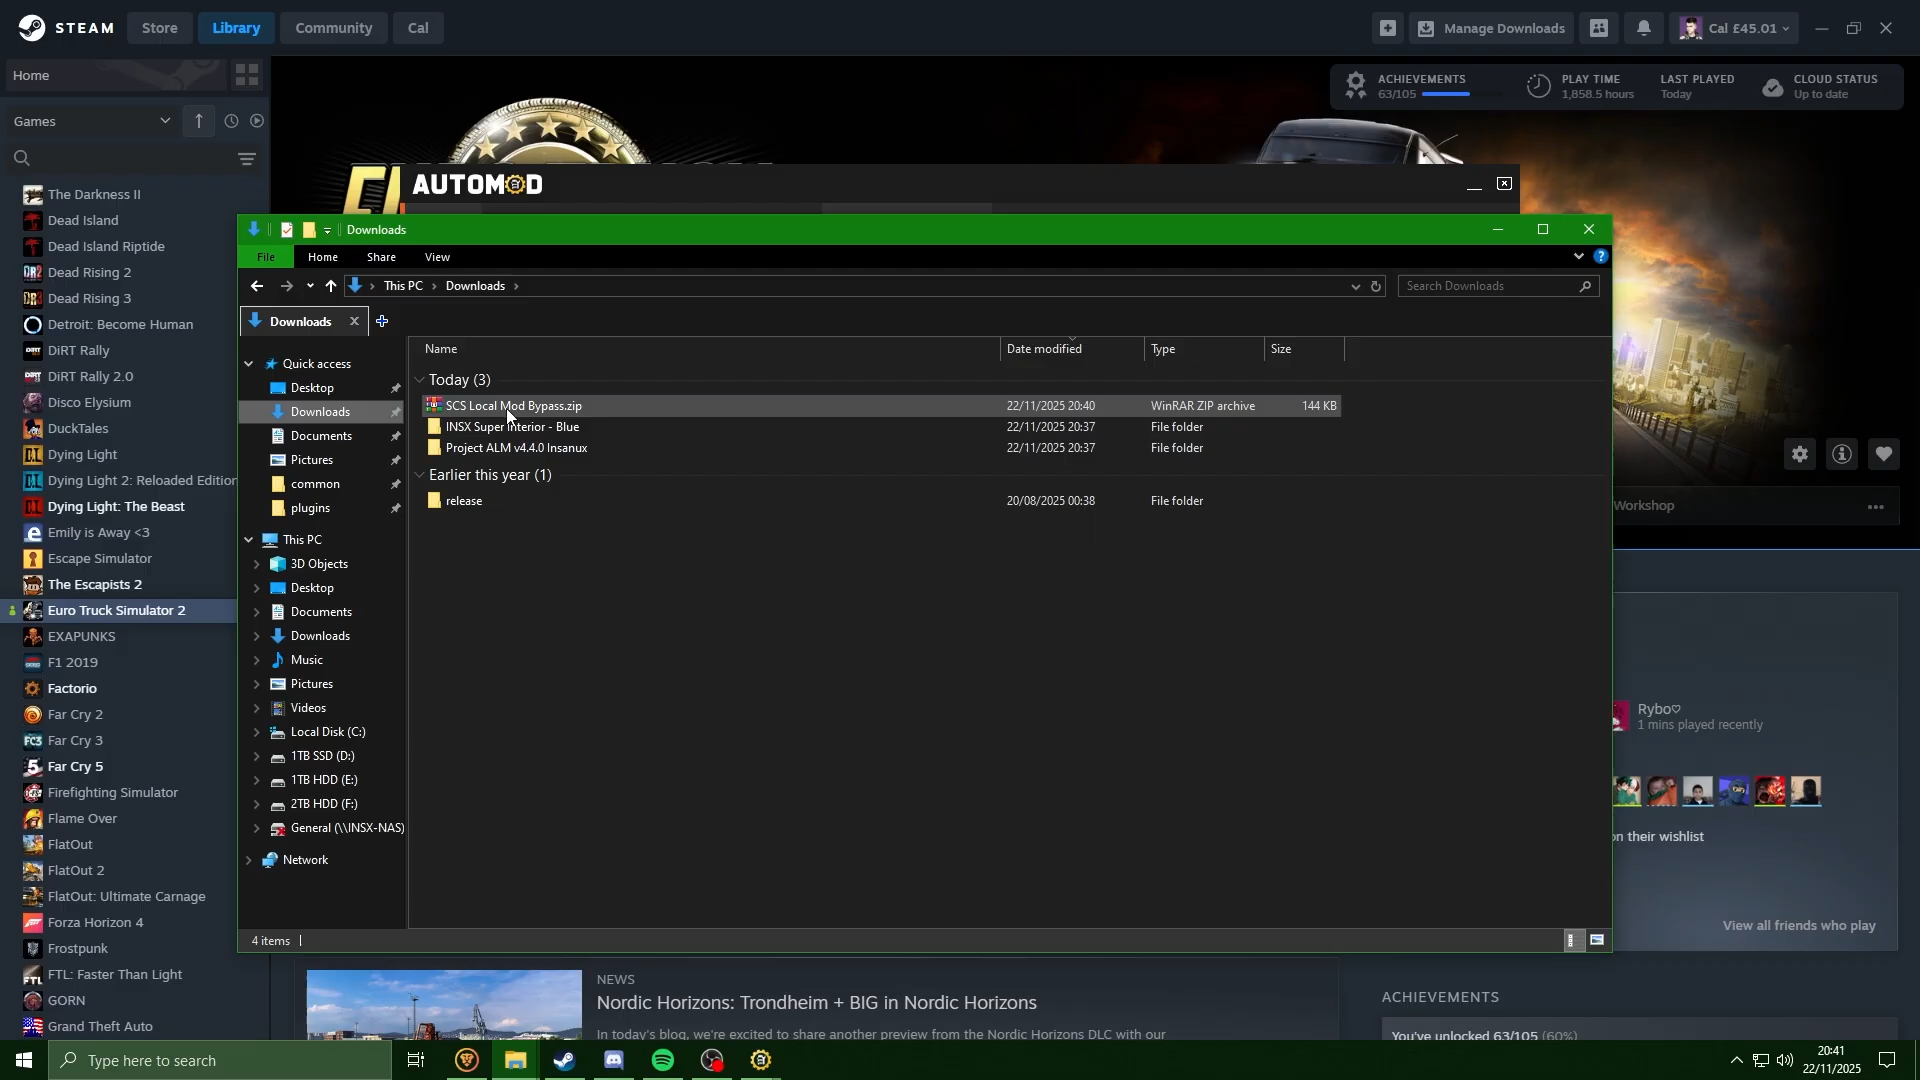 STEAM
Store
Library
Community
Cal
Manage Downloads
Cal £45.01
Home
Games
ACHIEVEMENTS
63/105
PLAY TIME
1,858.5 hours
LAST PLAYED
Today
CLOUD STATUS
Up to date
The Darkness II
Dead Island
Dead Island Riptide
Dead Rising 2
Dead Rising 3
Detroit: Become Human
DiRT Rally
DiRT Rally 2.0
Disco Elysium
DuckTales
Dying Light
Dying Light 2: Reloaded Edition
Dying Light: The Beast
Emily is Away <3
Escape Simulator
The Escapists 2
Euro Truck Simulator 2
EXAPUNKS
F1 2019
Factorio
Far Cry 2
Far Cry 3
Far Cry 5
Firefighting Simulator
Flame Over
FlatOut
FlatOut 2
FlatOut: Ultimate Carnage
Forza Horizon 4
Frostpunk
FTL: Faster Than Light
GORN
Grand Theft Auto
AUTOMOD
Downloads
File
Home
Share
View
This PC
Downloads
Search Downloads
Downloads
Quick access
Desktop
Downloads
Documents
Pictures
common
plugins
This PC
3D Objects
Desktop
Documents
Downloads
Music
Pictures
Videos
Local Disk (C:)
1TB SSD (D:)
1TB HDD (E:)
2TB HDD (F:)
General (\\INSX-NAS)
Network
Name
Date modified
Type
Size
Today (3)
SCS Local Mod Bypass.zip
22/11/2025 20:40
WinRAR ZIP archive
144 KB
INSX Super Interior - Blue
22/11/2025 20:37
File folder
Project ALM v4.4.0 Insanux
22/11/2025 20:37
File folder
Earlier this year (1)
release
20/08/2025 00:38
File folder
4 items
Workshop
Rybo♡
1 mins played recently
on their wishlist
View all friends who play
NEWS
Nordic Horizons: Trondheim + BIG in Nordic Horizons
In today's blog, we're excited to share another preview from the Nordic Horizons DLC with our
ACHIEVEMENTS
You've unlocked 63/105 (60%)
Type here to search
20:41
22/11/2025